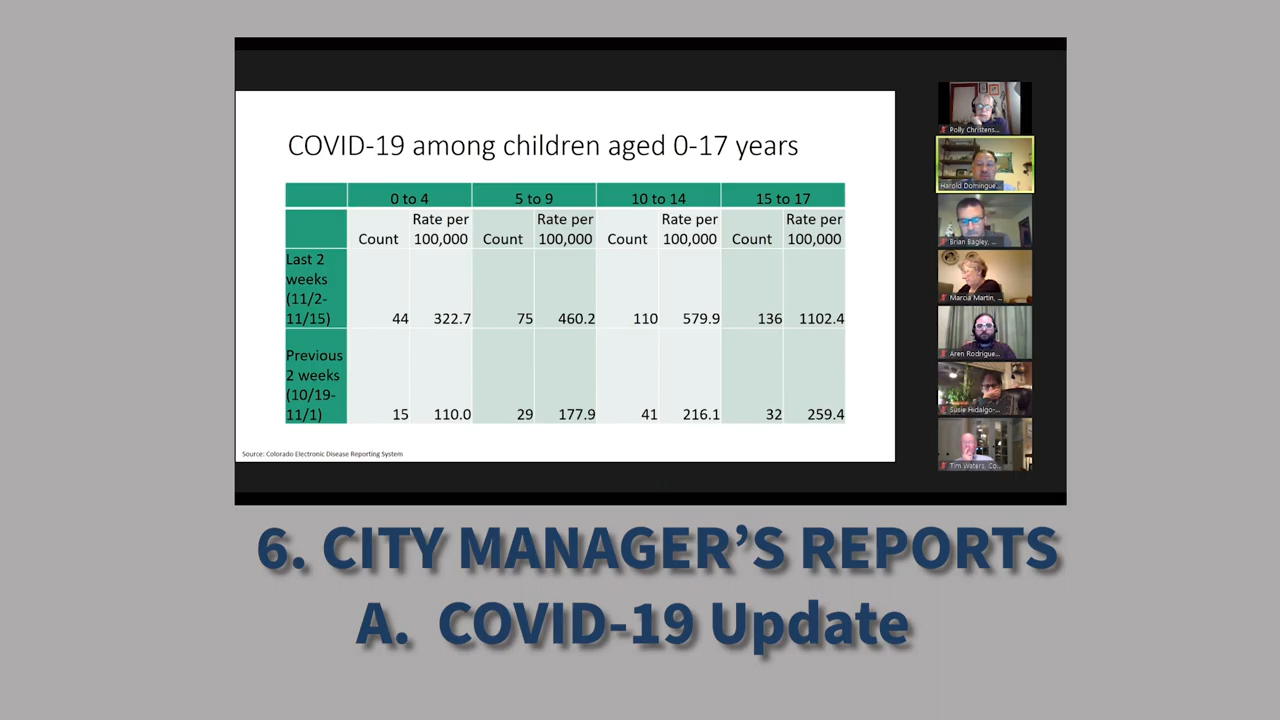 COVID-19 among children aged 0-17 years
0 to 4 5 to 9 10 to 14 15 to 17
Count Rate per 100,000 Count Rate per 100,000 Count Rate per 100,000 Count Rate per 100,000
Last 2 weeks (11/2-11/15) 44 322.7 75 460.2 110 579.9 136 1102.4
Previous 2 weeks (10/19-11/1) 15 110.0 29 177.9 41 216.1 32 259.4
Source: Colorado Electronic Disease Reporting System
Polly Christens...
Harold Domingue...
Brian Bagley, ...
Marcia Martin, ...
Aren Rodrigue...
Susie Hidalgo-...
Tim Waters, Co...
6. CITY MANAGER'S REPORTS
A. COVID-19 Update